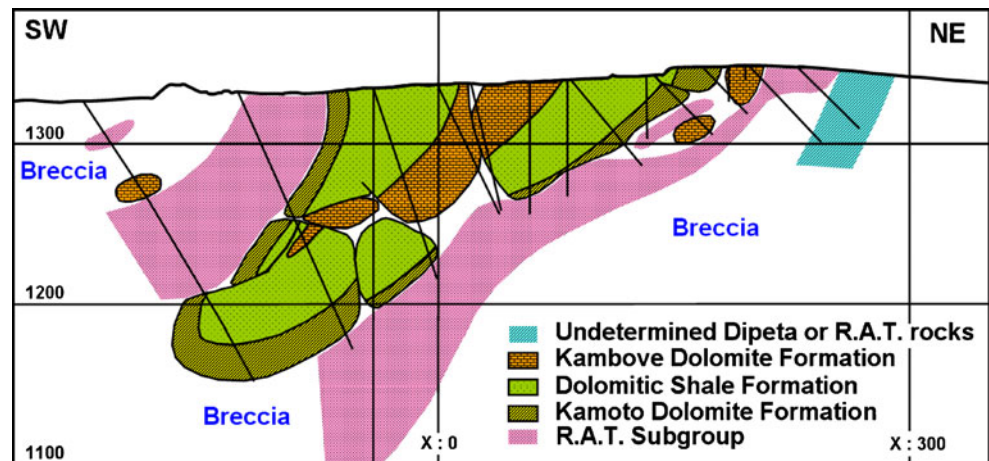 SW
NE
1300
Breccia
Breccia
1200
Undetermined Dipeta or R.A.T. rocks
Kambove Dolomite Formation
Dolomitic Shale Formation
Kamoto Dolomite Formation
Breccia
R.A.T. Subgroup
1100
X : 0
X : 300